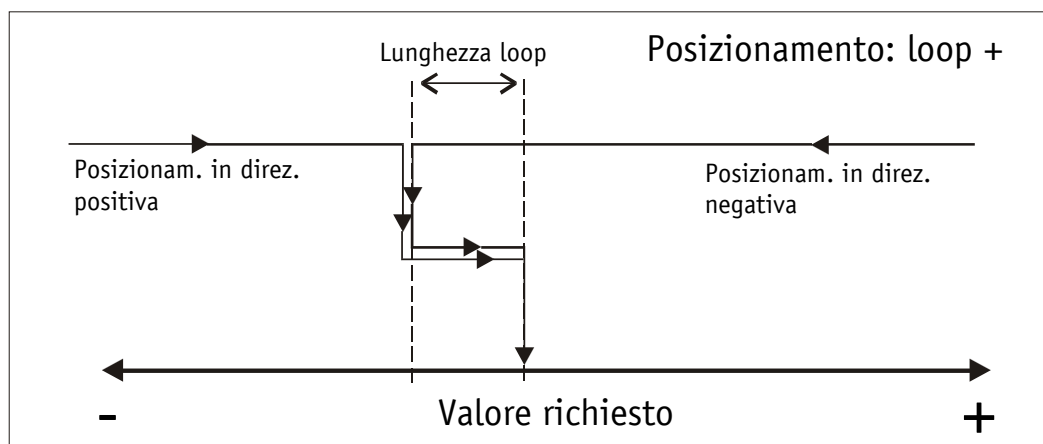 Posizionamento: loop +
Lunghezza loop
Posizionam. in direz.
positiva
Posizionam. in direz.
negativa
-
Valore richiesto
+